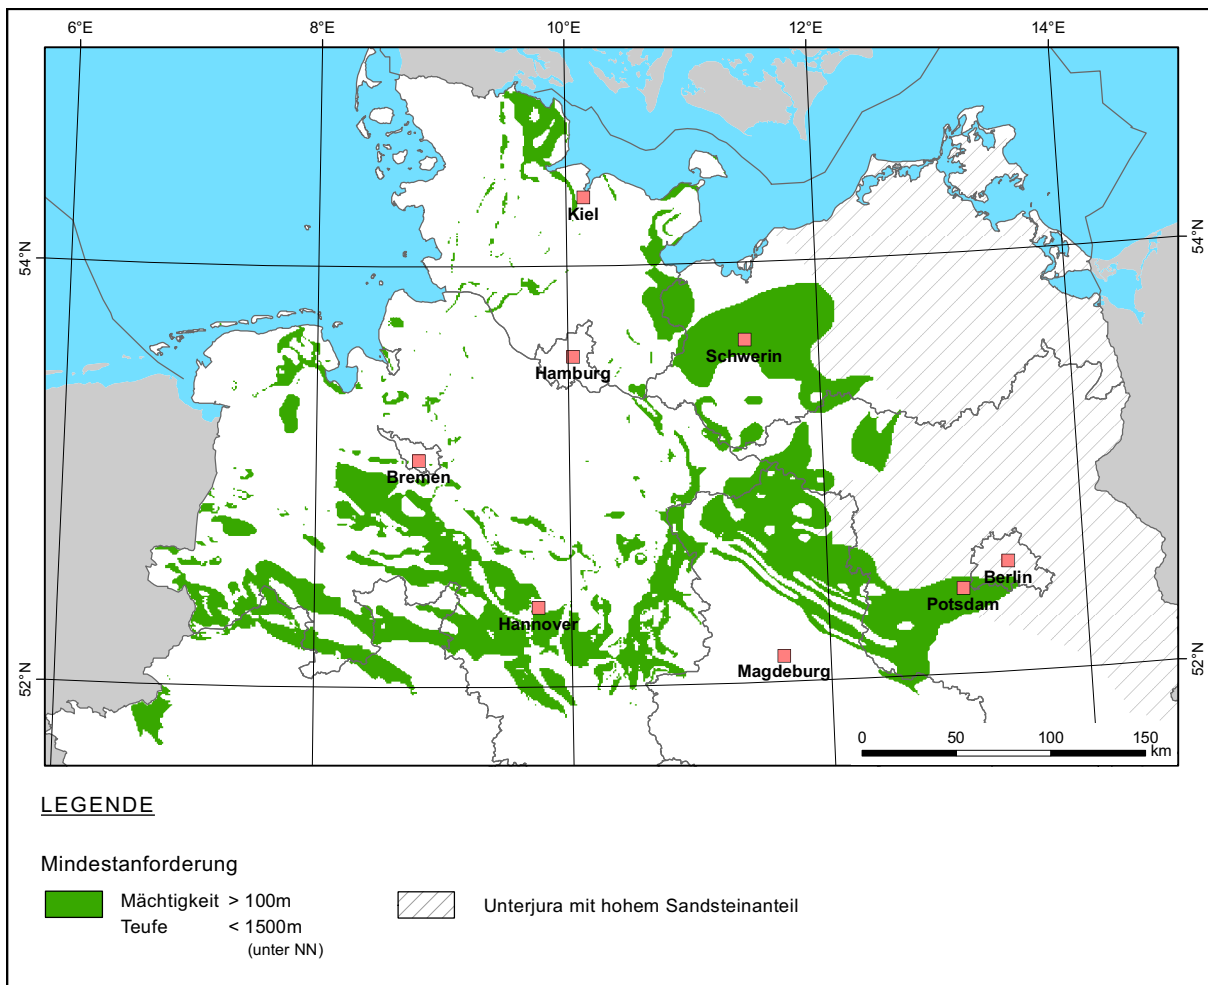 6°E 8°E 10°E 12°E 14°E
54°N
54°N
52°N
52°N
Kiel
Schwerin
Hamburg
Bremen
Berlin
Potsdam
Hannover
Magdeburg
0 50 100 150
km
LEGENDE
Mindestanforderung
Mächtigkeit > 100m
Teufe < 1500m
(unter NN)
Unterjura mit hohem Sandsteinanteil